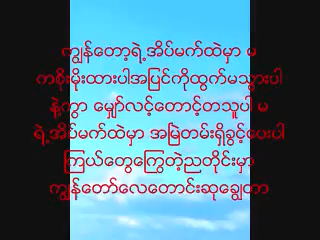 ကျွန်တော့ရဲ့အိပ်မက်ထဲမှာ မ
ကစိုးမိုးထားပါအပြင်ကိုထွက်မသွားပါ
နဲ့ကွာ မျှော်လင့်တောင့်တသူပါ မ
ရဲ့အိပ်မက်ထဲမှာ အမြဲတမ်းရှိခွင့်ပေးပါ
ကြယ်တွေကြွေတဲ့ညတိုင်းမှာ
ကျွန်တော်လေတောင်းဆုချွေတာ